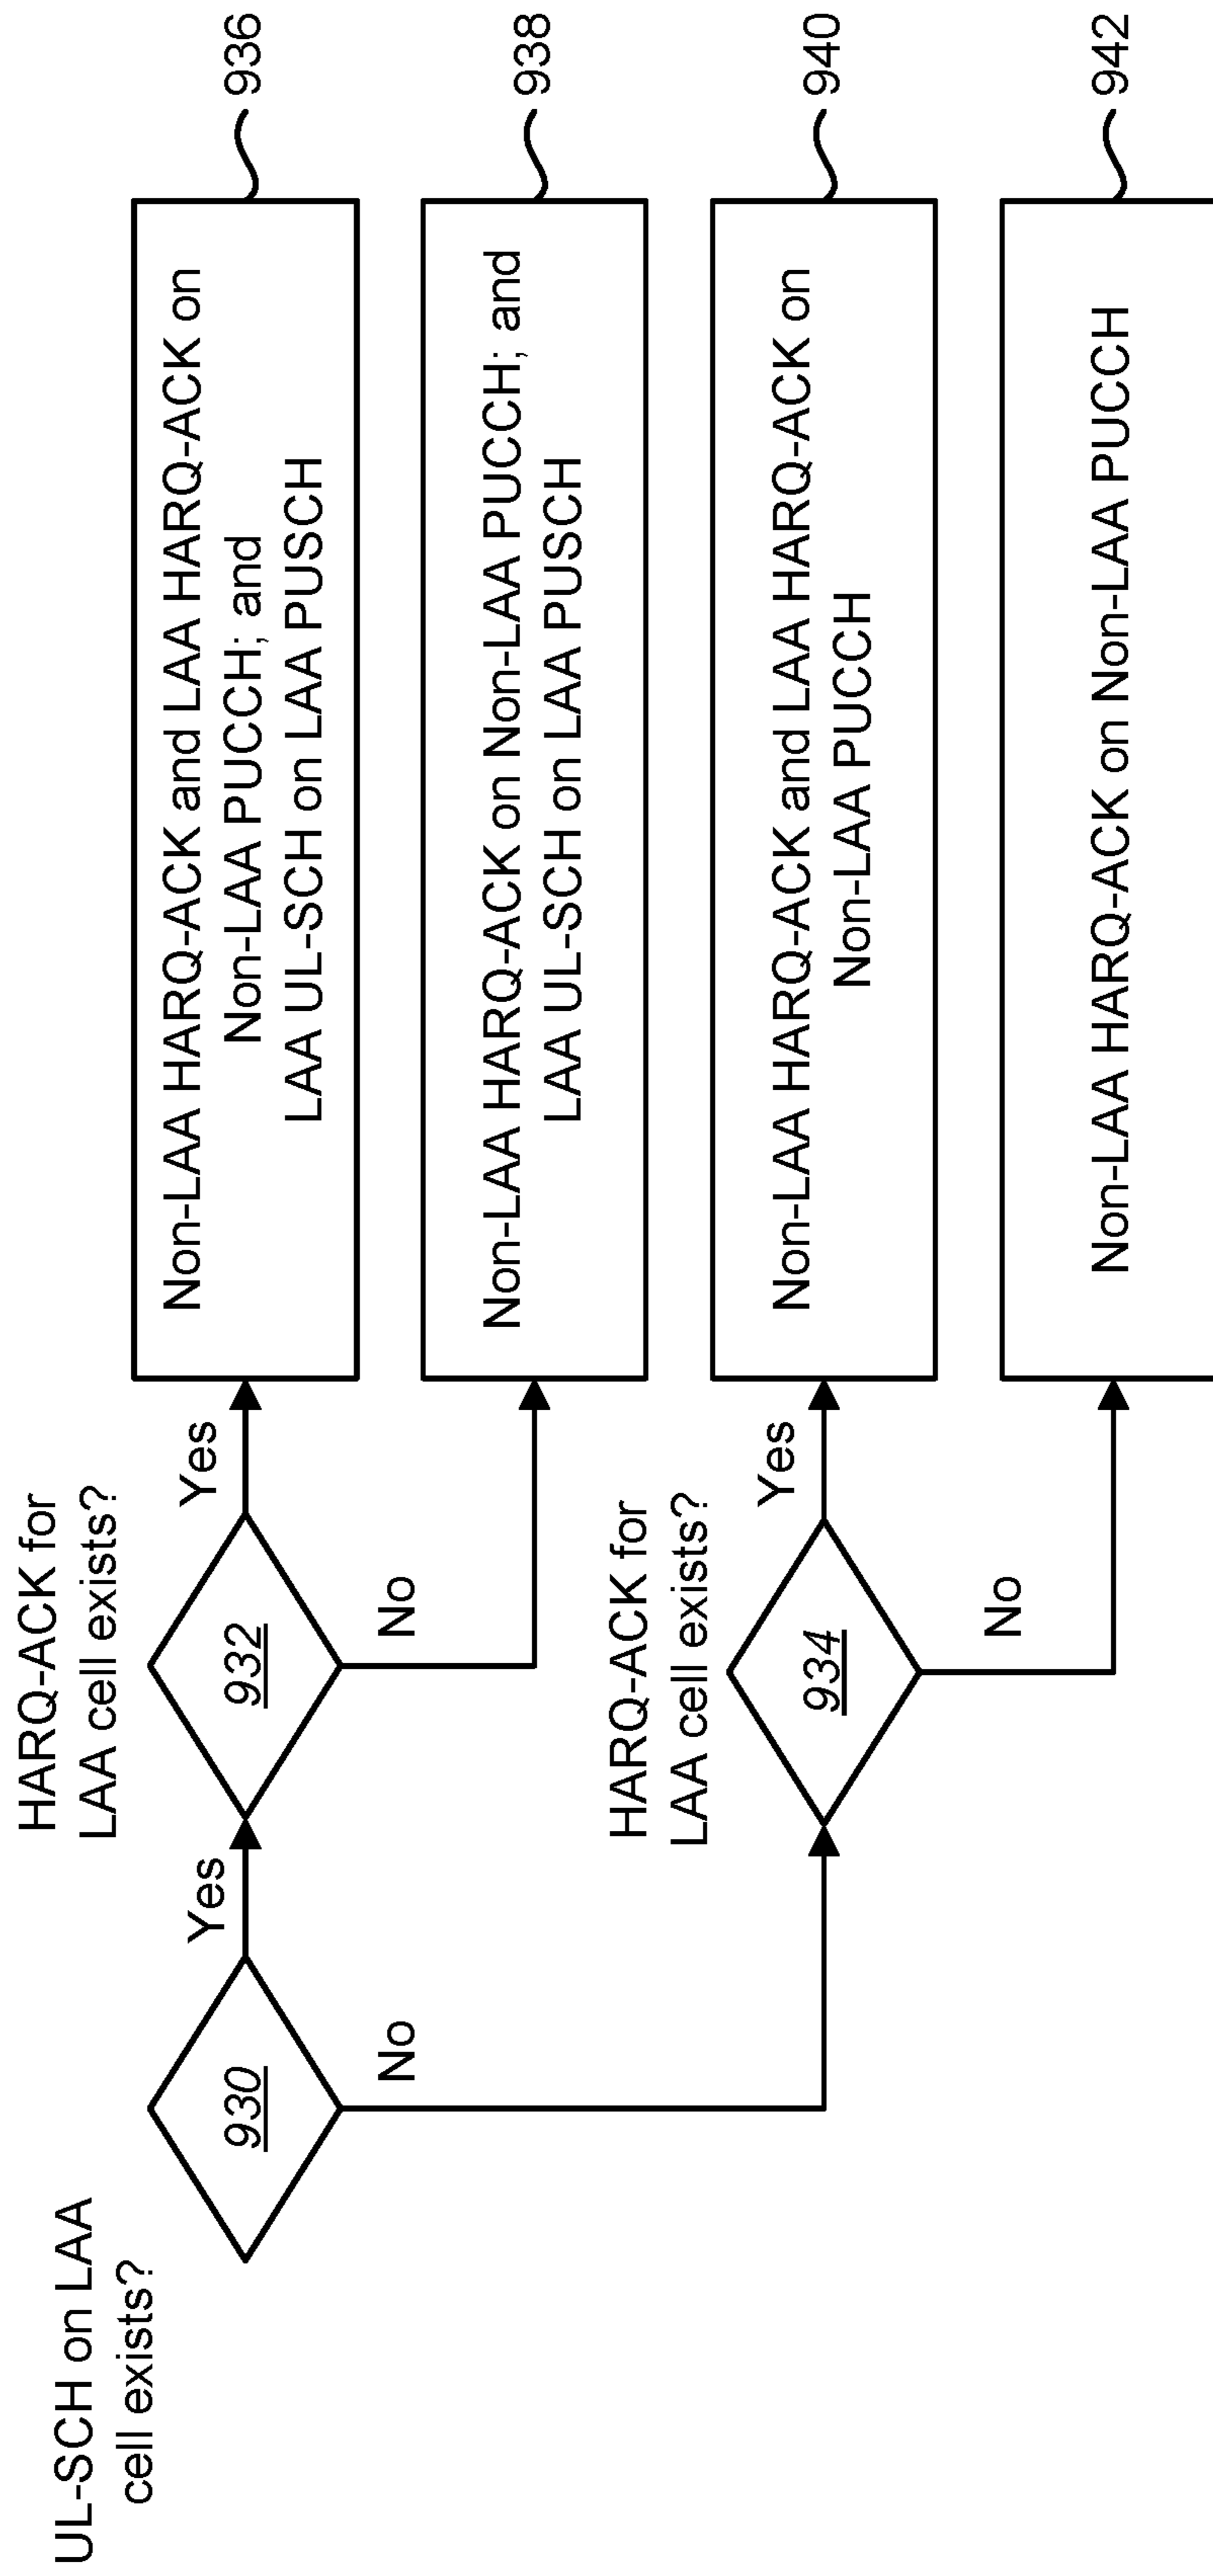 UL-SCH on LAA
cell exists?
930
Yes
No
HARQ-ACK for
LAA cell exists?
932
Yes
No
Non-LAA HARQ-ACK and LAA HARQ-ACK on
Non-LAA PUCCH; and
LAA UL-SCH on LAA PUSCH
936
Non-LAA HARQ-ACK on Non-LAA PUCCH; and
LAA UL-SCH on LAA PUSCH
938
HARQ-ACK for
LAA cell exists?
934
Yes
No
Non-LAA HARQ-ACK and LAA HARQ-ACK on
Non-LAA PUCCH
940
Non-LAA HARQ-ACK on Non-LAA PUCCH
942